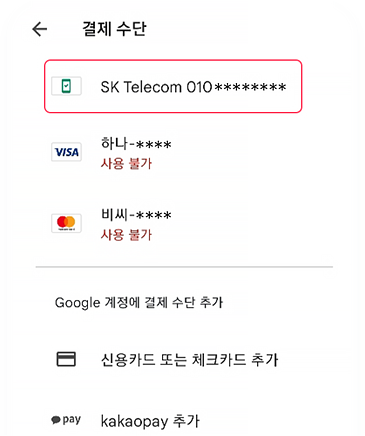 결제 수단
SK Telecom 010********
VISA
하나-****
사용 불가
비씨-****
사용 불가
Google 계정에 결제 수단 추가
신용카드 또는 체크카드 추가
pay kakaopay 추가